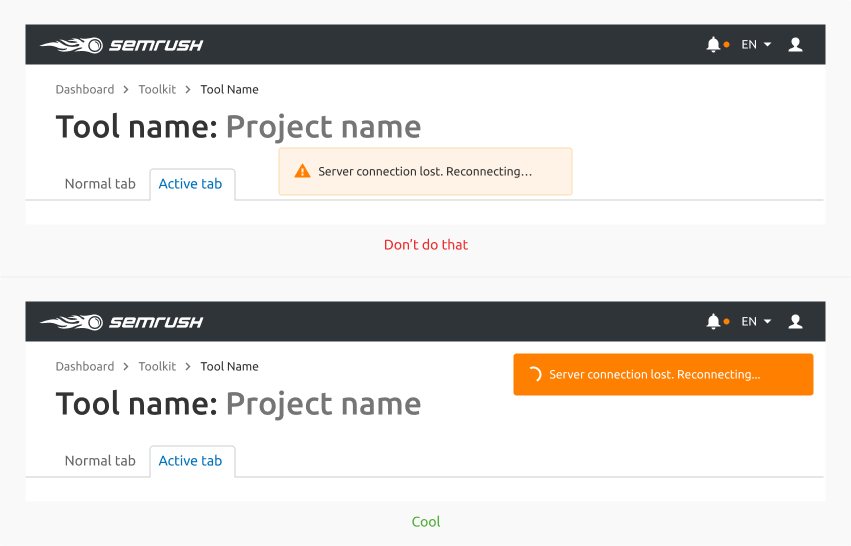 semrush
EN
Dashboard > Toolkit > Tool Name
Tool name: Project name
Server connection lost. Reconnecting...
Normal tab
Active tab
Don't do that
semrush
EN
Dashboard > Toolkit > Tool Name
Server connection lost. Reconnecting...
Tool name: Project name
Normal tab
Active tab
Cool